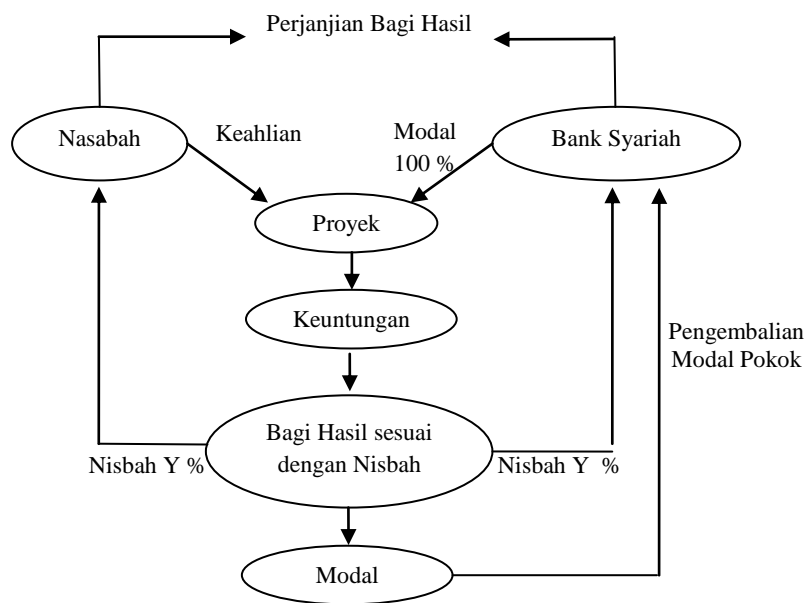 Perjanjian Bagi Hasil
Nasabah
Keahlian
Modal
100 %
Bank Syariah
Proyek
Keuntungan
Pengembalian
Modal Pokok
Bagi Hasil sesuai
dengan Nisbah
Nisbah Y %
Nisbah Y %
Modal